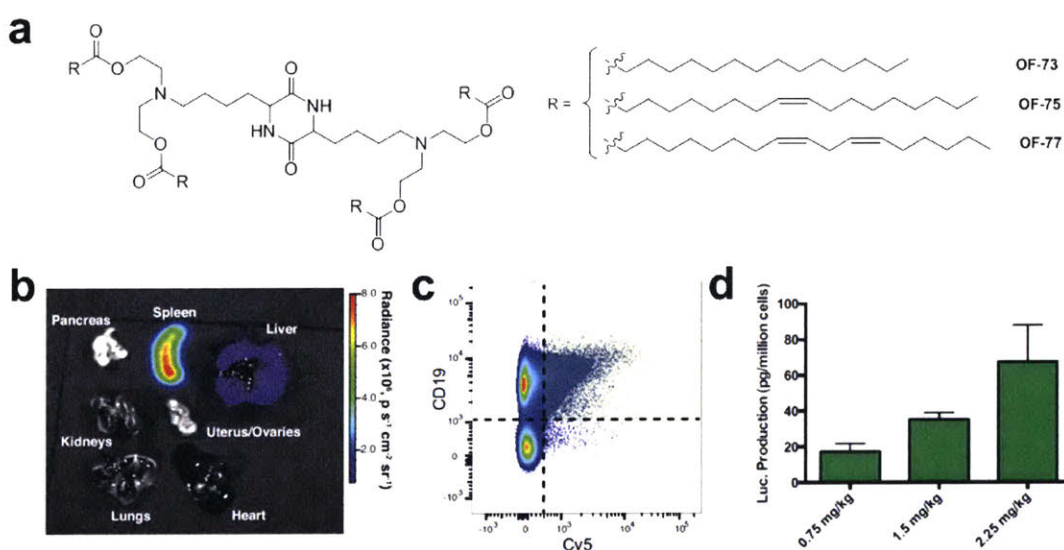 a
R
O
O
N
O
O
R
O
O
NH
HN
O
R
O
O
N
R
O
O
R =
OF-73
OF-75
OF-77
b
Pancreas
Spleen
Liver
Kidneys
Uterus/Ovaries
Lungs
Heart
8.0
6.0
4.0
2.0
Radiance (x10⁶, p s⁻¹ cm⁻² sr⁻¹)
c
CD19
10⁵
10⁴
10³
0
-10³
-10³
0
10³
10⁴
10⁵
Cy5
d
Luc. Production (pg/million cells)
100
80
60
40
20
0
0.75 mg/kg
1.5 mg/kg
2.25 mg/kg